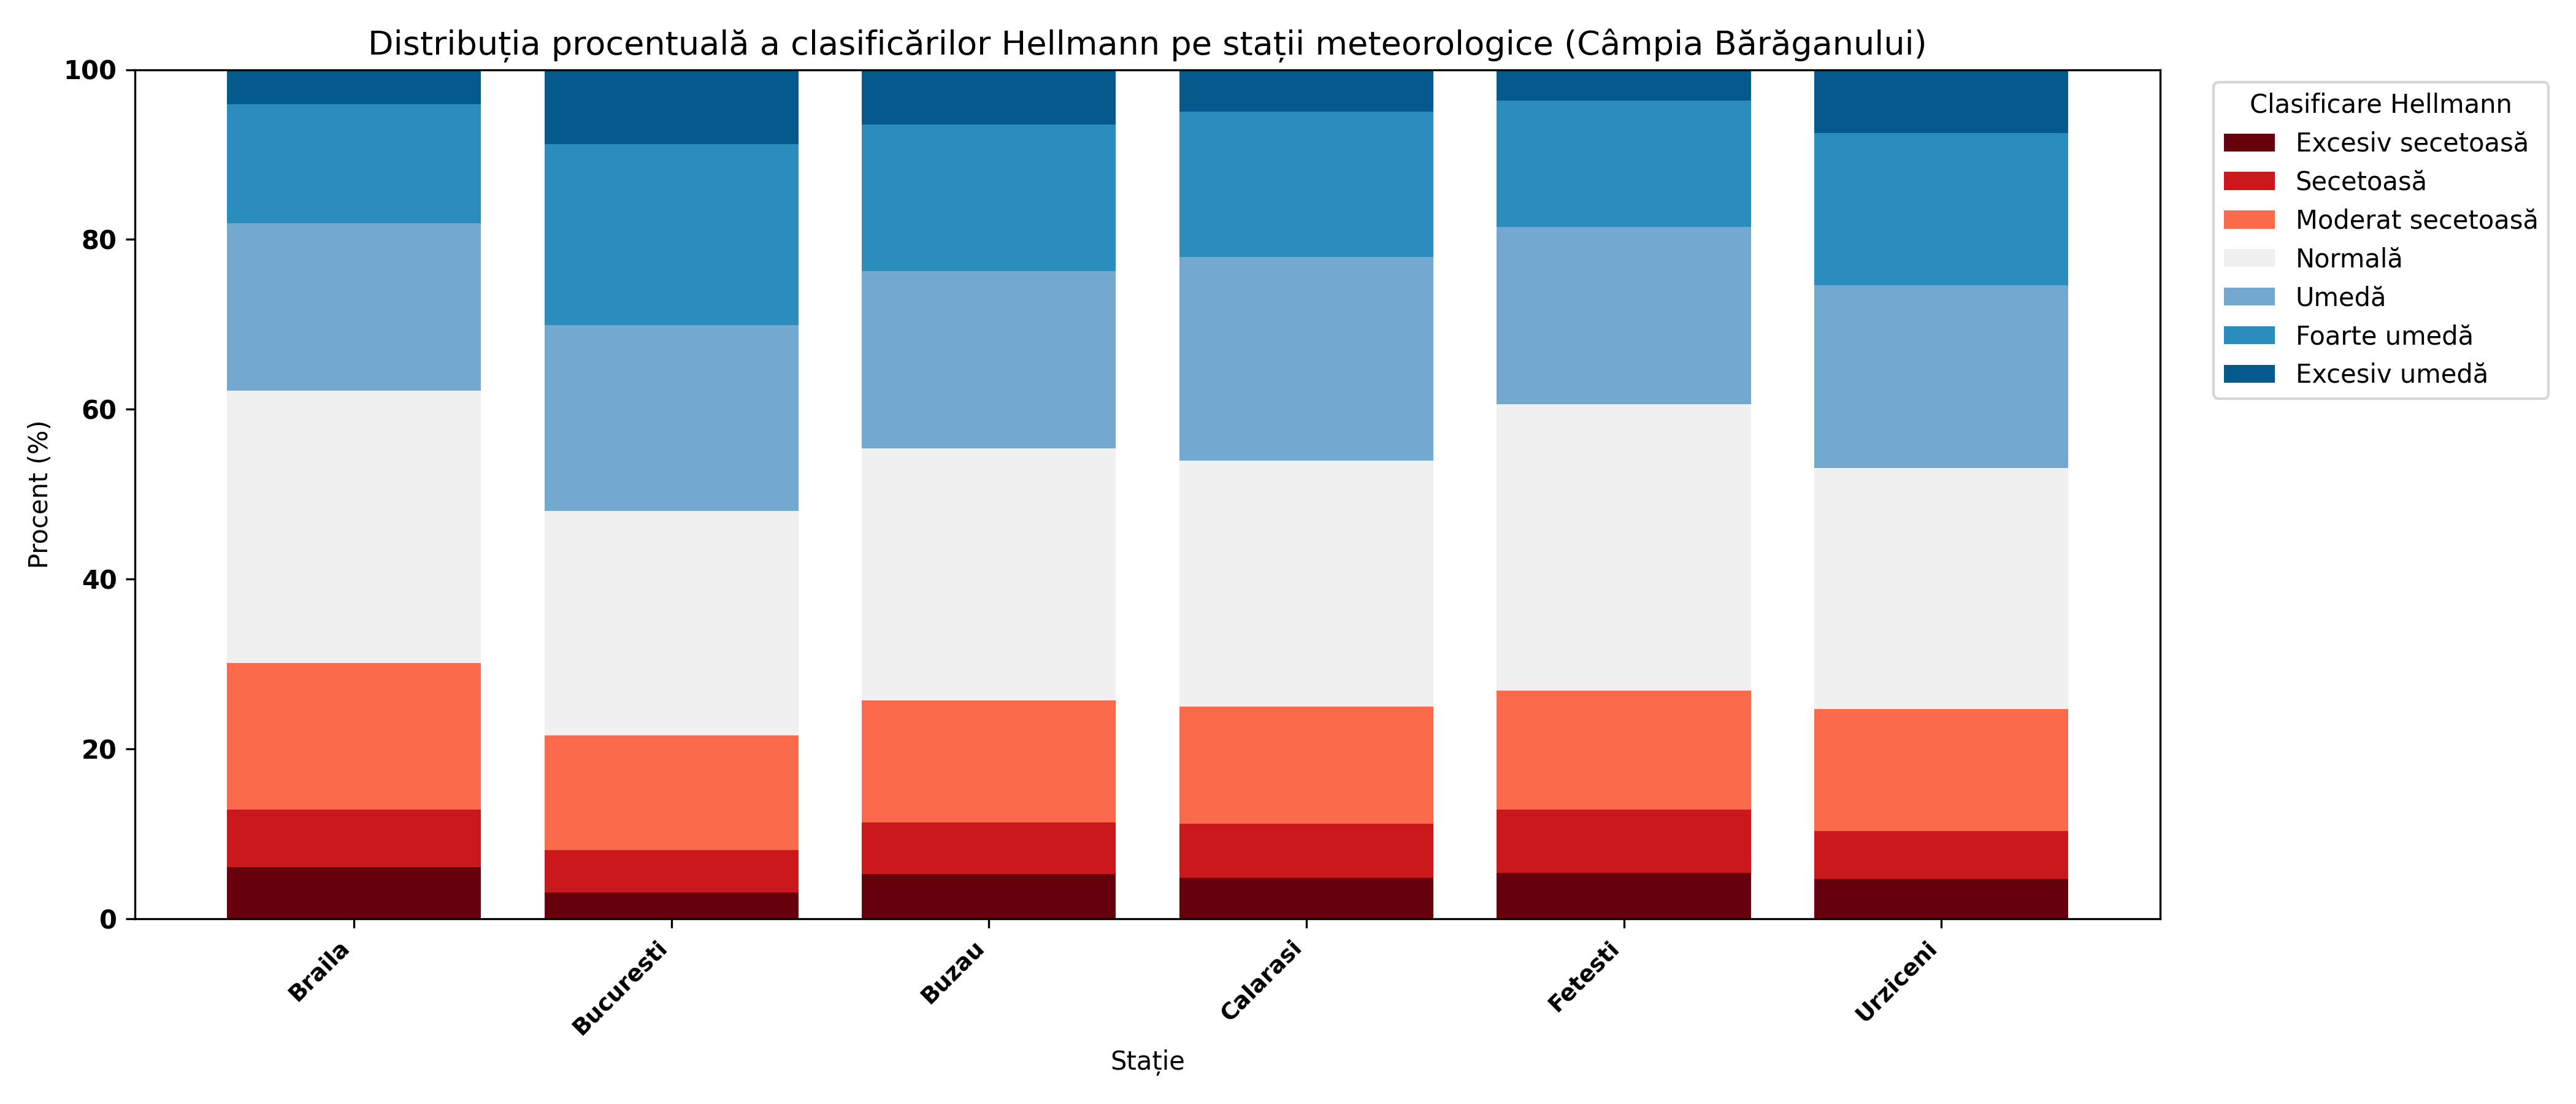 Distribuția procentuală a clasificărilor Hellmann pe stații meteorologice (Câmpia Bărăganului)
100
80
60
40
20
0
Procent (%)
Braila
Bucuresti
Buzau
Calarasi
Fetesti
Urziceni
Stație
Clasificare Hellmann
Excesiv secetoasă
Secetoasă
Moderat secetoasă
Normală
Umedă
Foarte umedă
Excesiv umedă